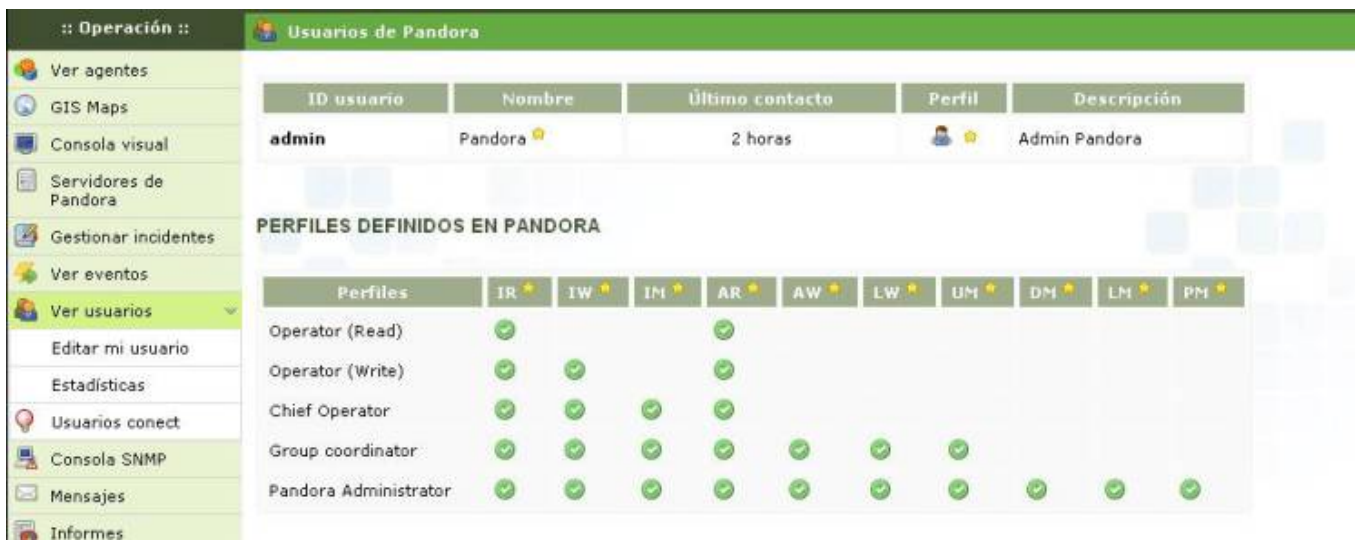 :: Operación ::
Usuarios de Pandora
Ver agentes
GIS Maps
Consola visual
Servidores de
Pandora
Gestionar incidentes
Ver eventos
Ver usuarios
Editar mi usuario
Estadísticas
Usuarios conect
Consola SNMP
Mensajes
Informes
ID usuario Nombre Último contacto Perfil Descripción
admin Pandora 2 horas Admin Pandora
PERFILES DEFINIDOS EN PANDORA
Perfiles IR IW IM AR AW LW UM DM LM PM
Operator (Read)
Operator (Write)
Chief Operator
Group coordinator
Pandora Administrator